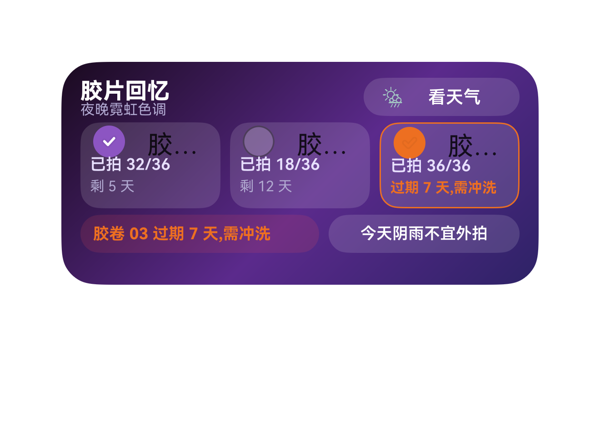 胶片回忆
夜晚霓虹色调
看天气
胶…
已拍 32/36
剩 5 天
胶…
已拍 18/36
剩 12 天
胶…
已拍 36/36
过期 7 天,需冲洗
胶卷 03 过期 7 天,需冲洗
今天阴雨不宜外拍